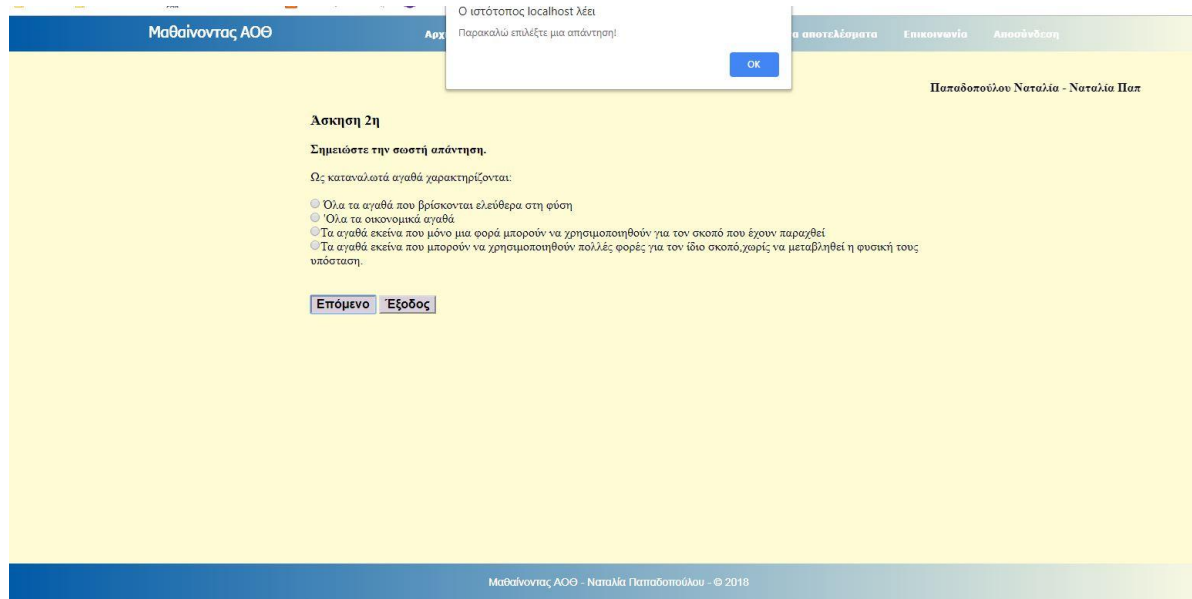 Ο ιστότοπος localhost λέει
Παρακαλώ επιλέξτε μια απάντηση!
OK
Μαθαίνοντας ΑΟΘ
αποτελέσματα Επικοινωνία Αποσύνδεση
Παπαδοπούλου Ναταλία - Ναταλία Παπ
Άσκηση 2η
Σημειώστε την σωστή απάντηση.
Ως καταναλωτά αγαθά χαρακτηρίζονται:
Όλα τα αγαθά που βρίσκονται ελεύθερα στη φύση
'Ολα τα οικονομικά αγαθά
Τα αγαθά εκείνα που μόνο μια φορά μπορούν να χρησιμοποιηθούν για τον σκοπό που έχουν παραχθεί
Τα αγαθά εκείνα που μπορούν να χρησιμοποιηθούν πολλές φορές για τον ίδιο σκοπό,χωρίς να μεταβληθεί η φυσική τους
υπόσταση.
Επόμενο Έξοδος
Μαθαίνοντας ΑΟΘ - Ναταλία Παπαδοπούλου - © 2018